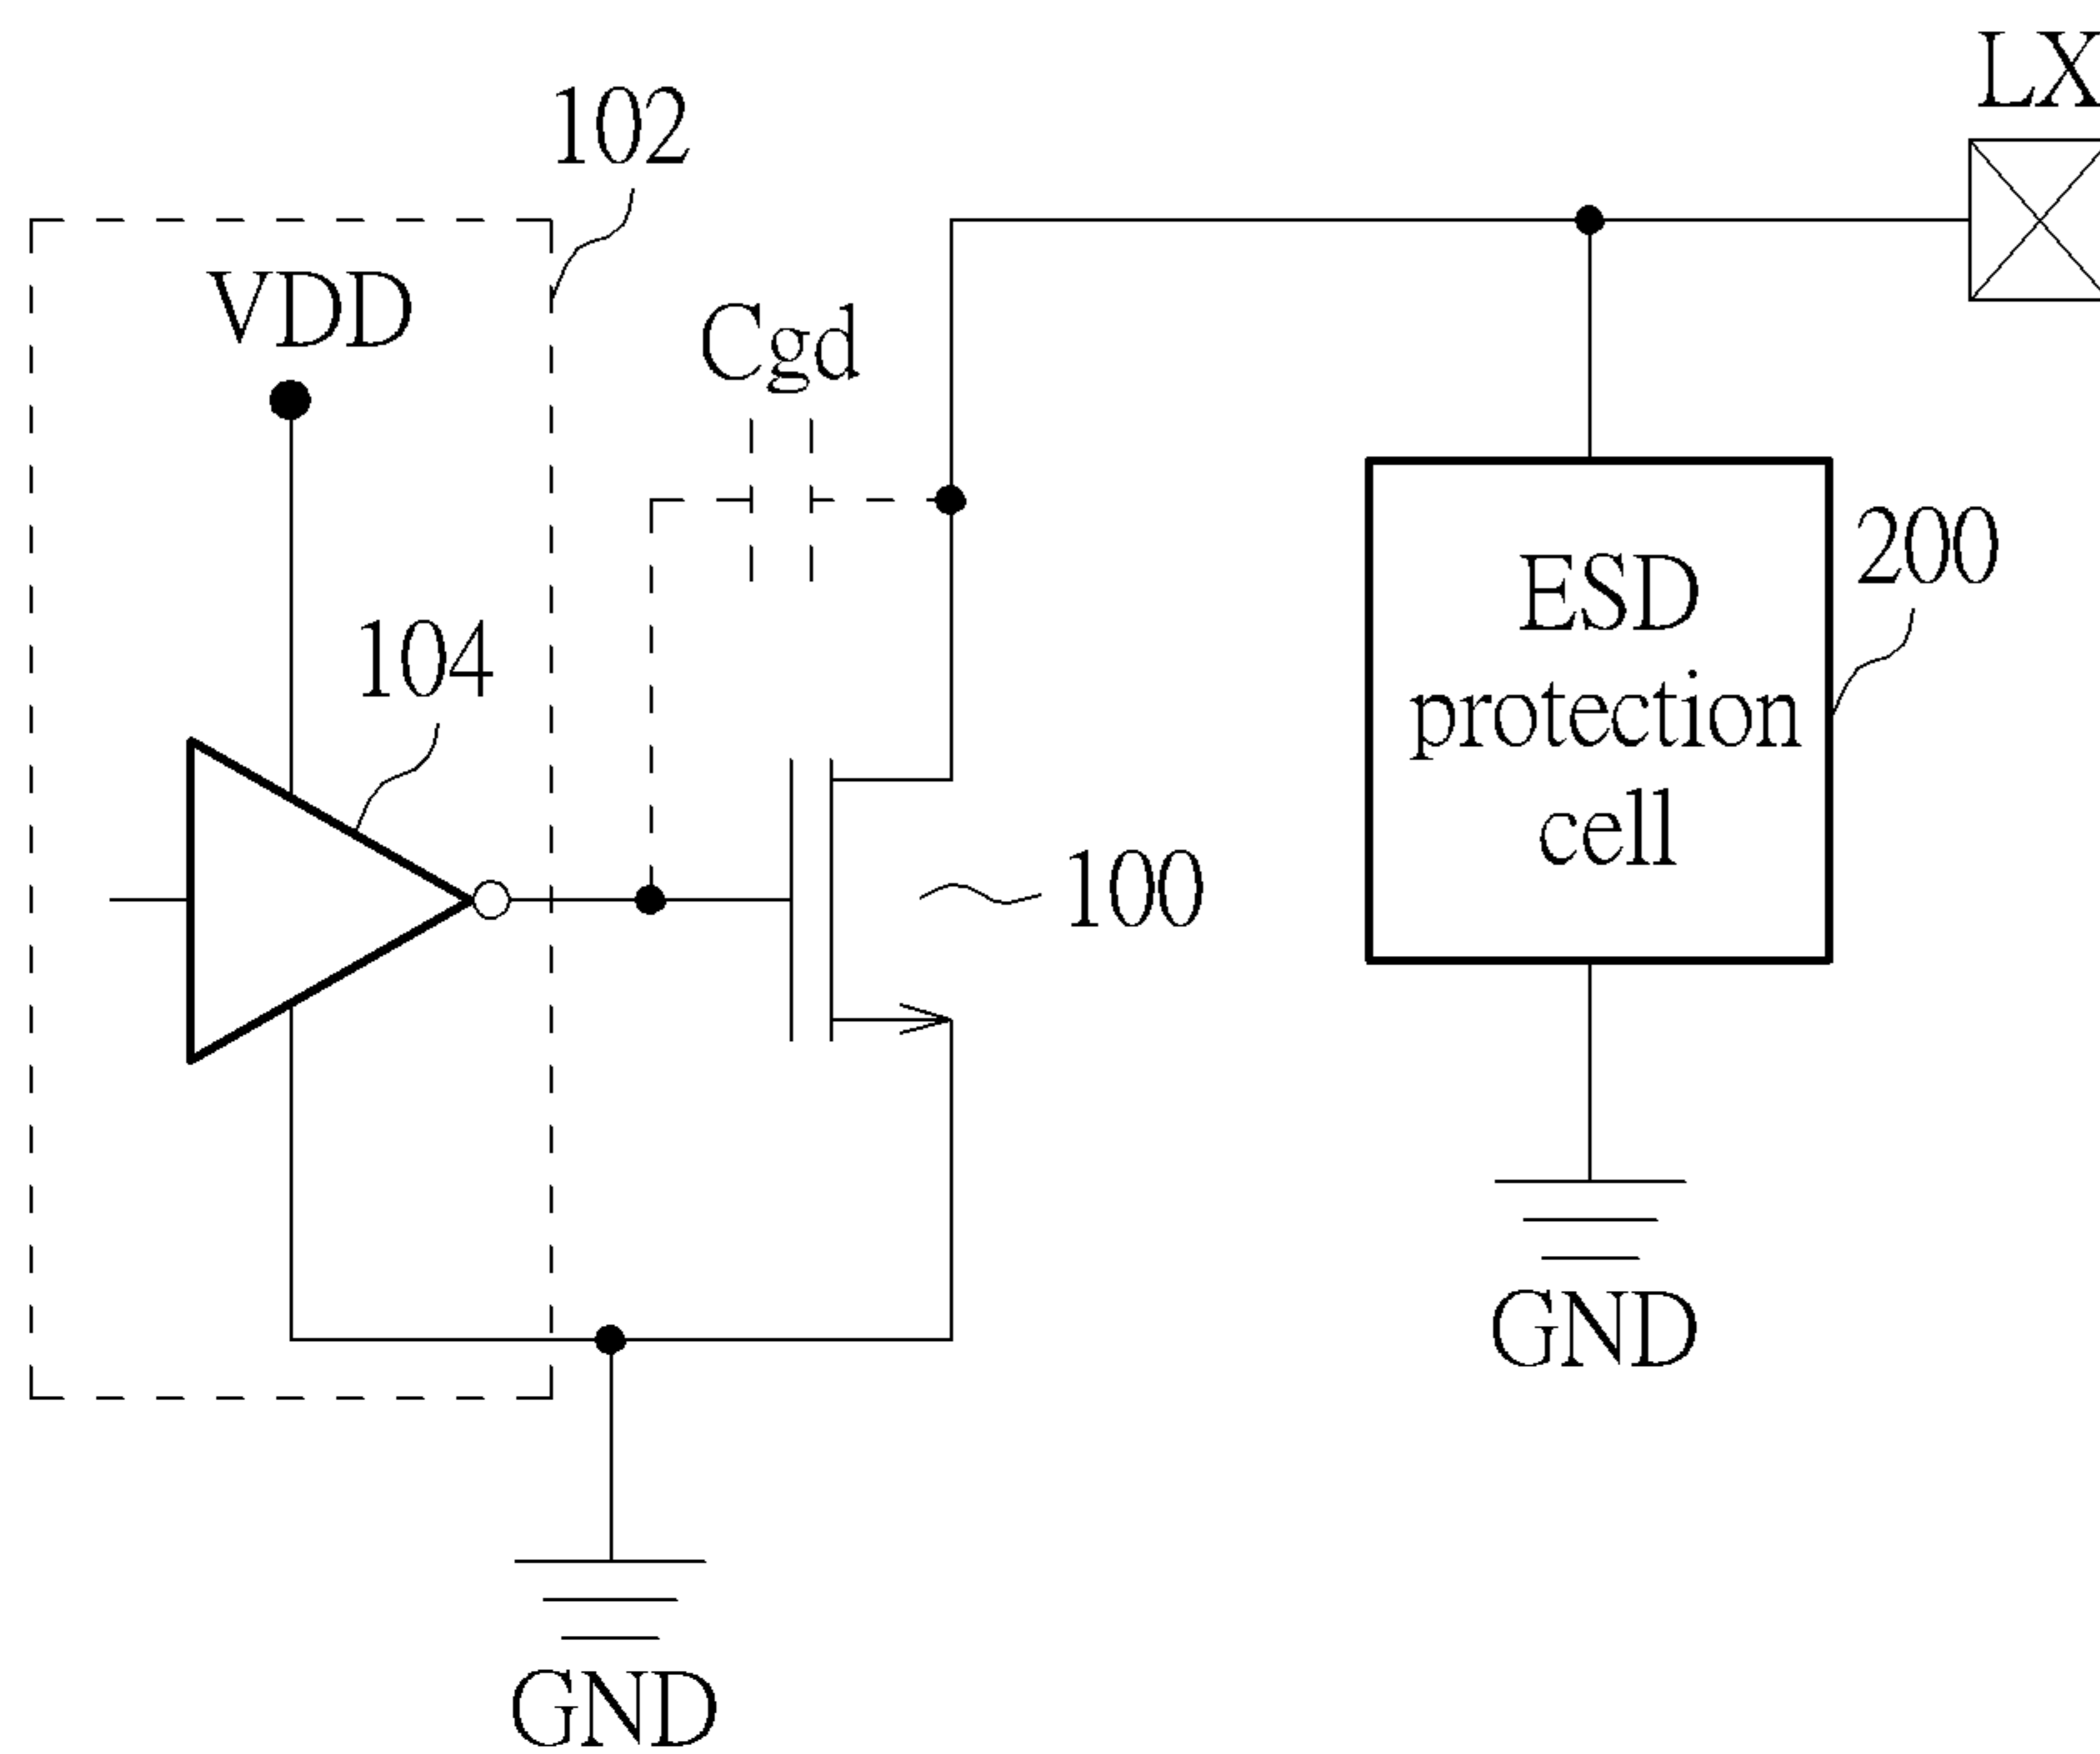 LX
102
VDD
Cgd
104
ESD
protection
cell
200
100
GND
GND